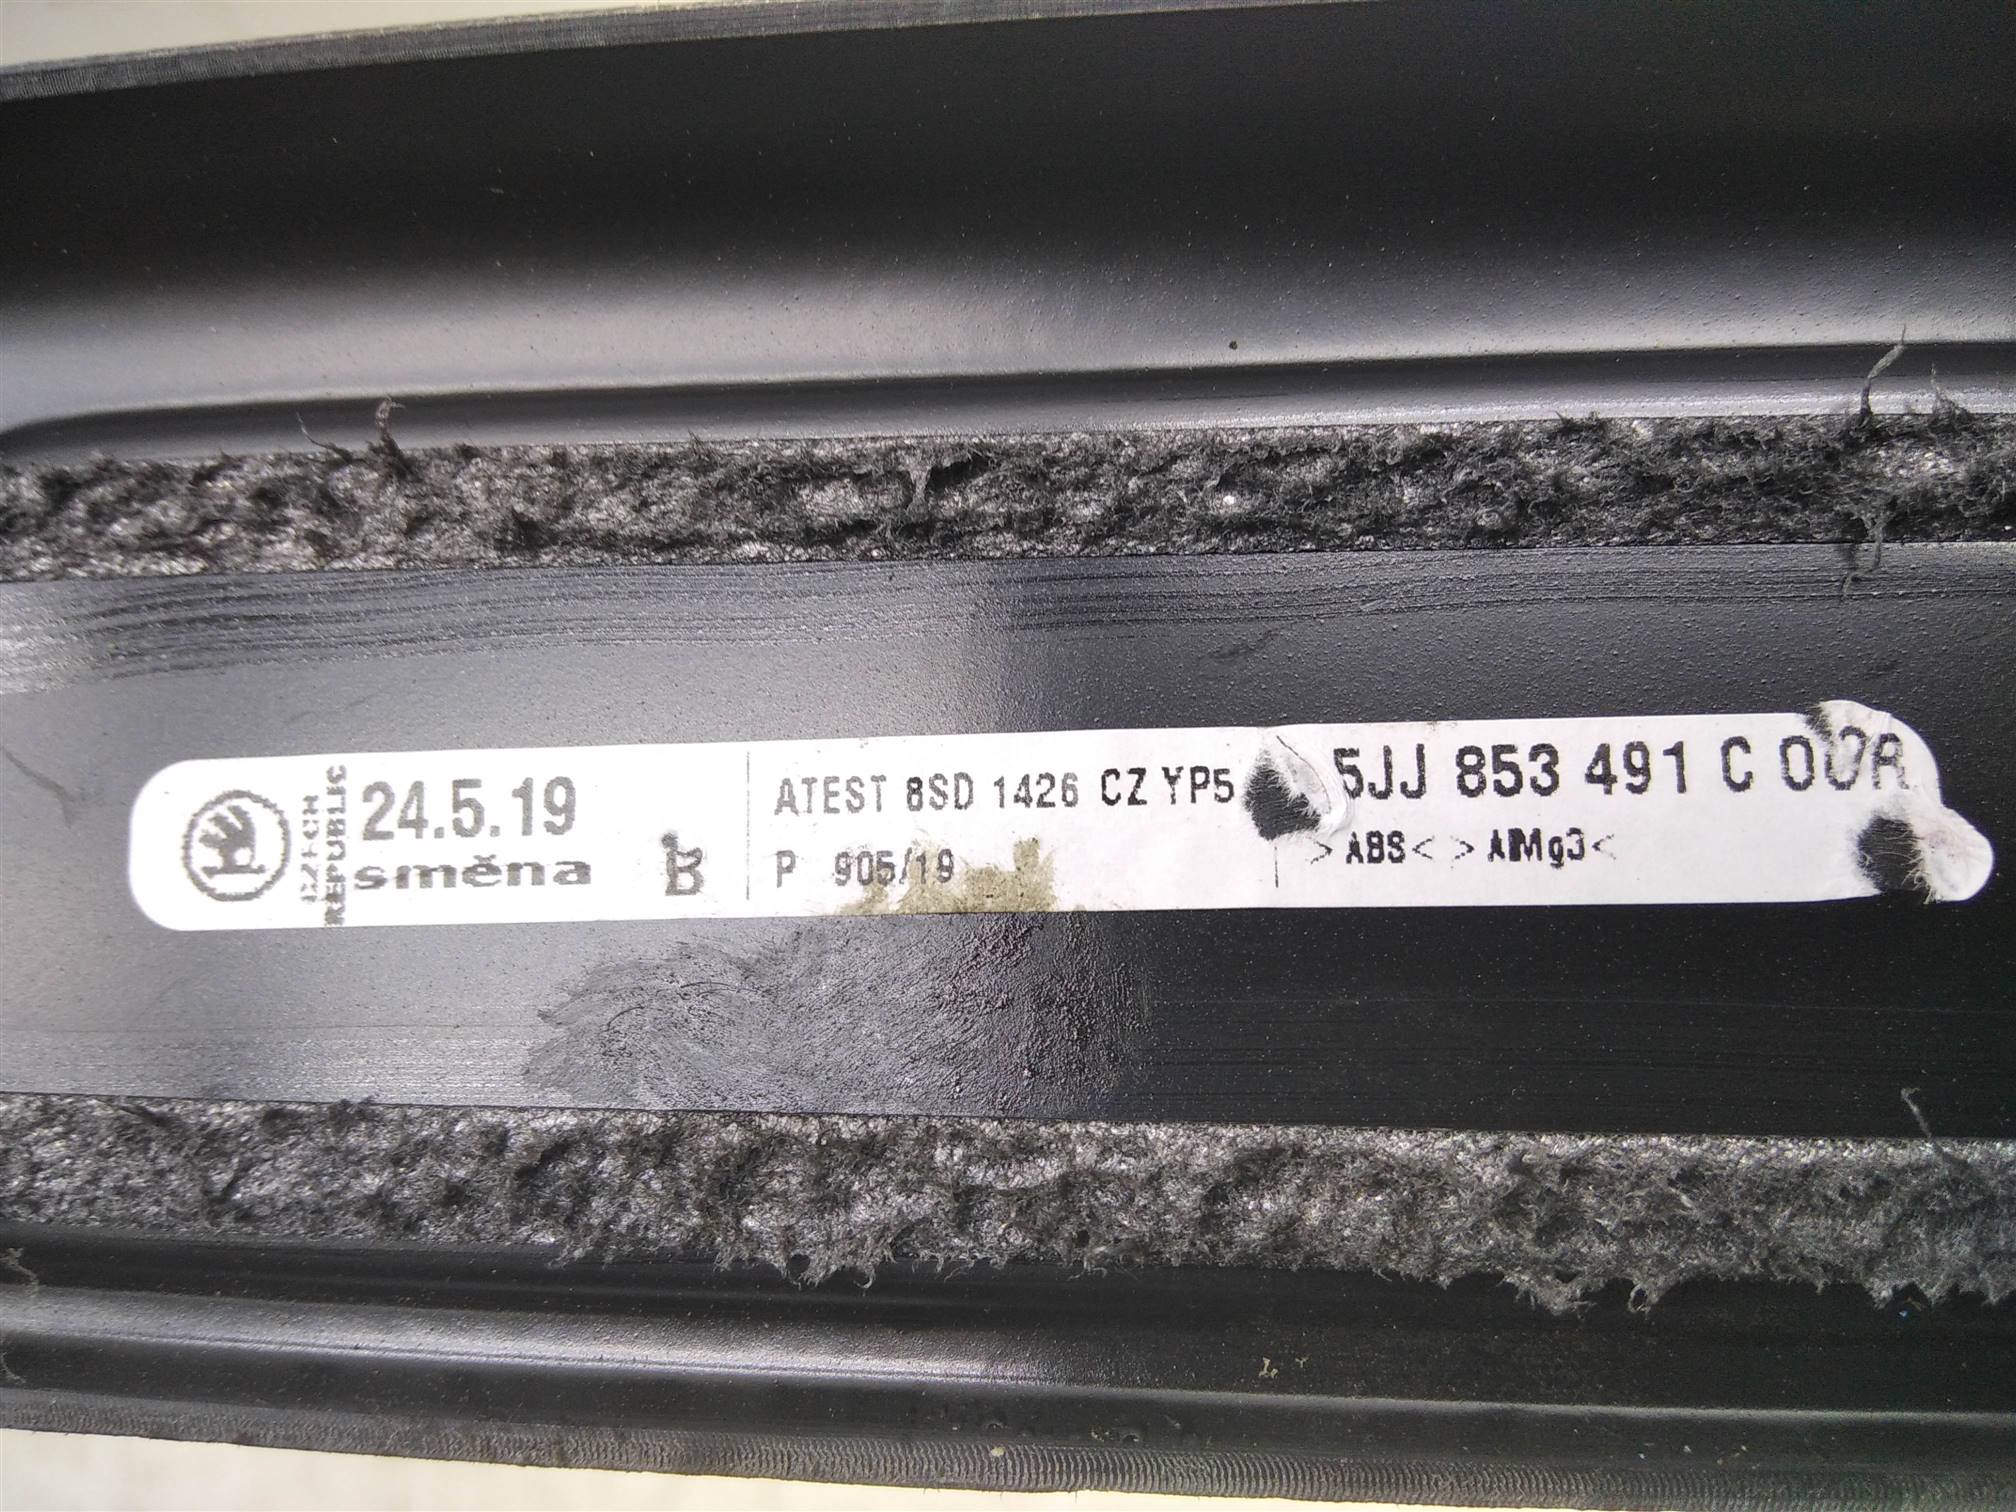 CZECH
REPUBLIC
24.5.19
směna
B
ATEST 8SD 1426 CZ YP5
P 905/19
5JJ 853 491 C 00R
>ABS< >AlMg3<